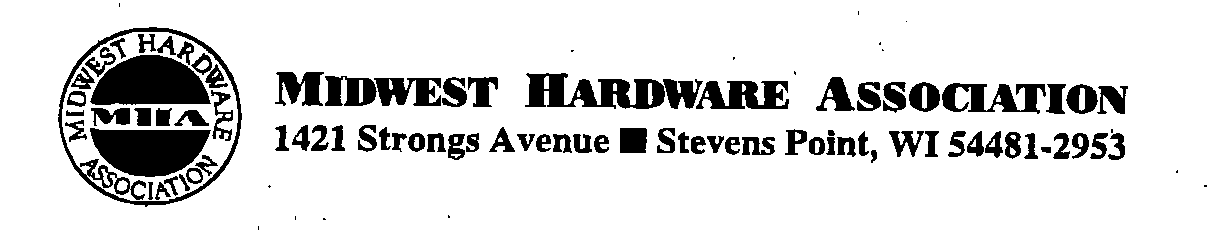 MIDWEST HARDWARE
MHA
ASSOCIATION
MIDWEST HARDWARE ASSOCIATION
1421 Strongs Avenue ■ Stevens Point, WI 54481-2953